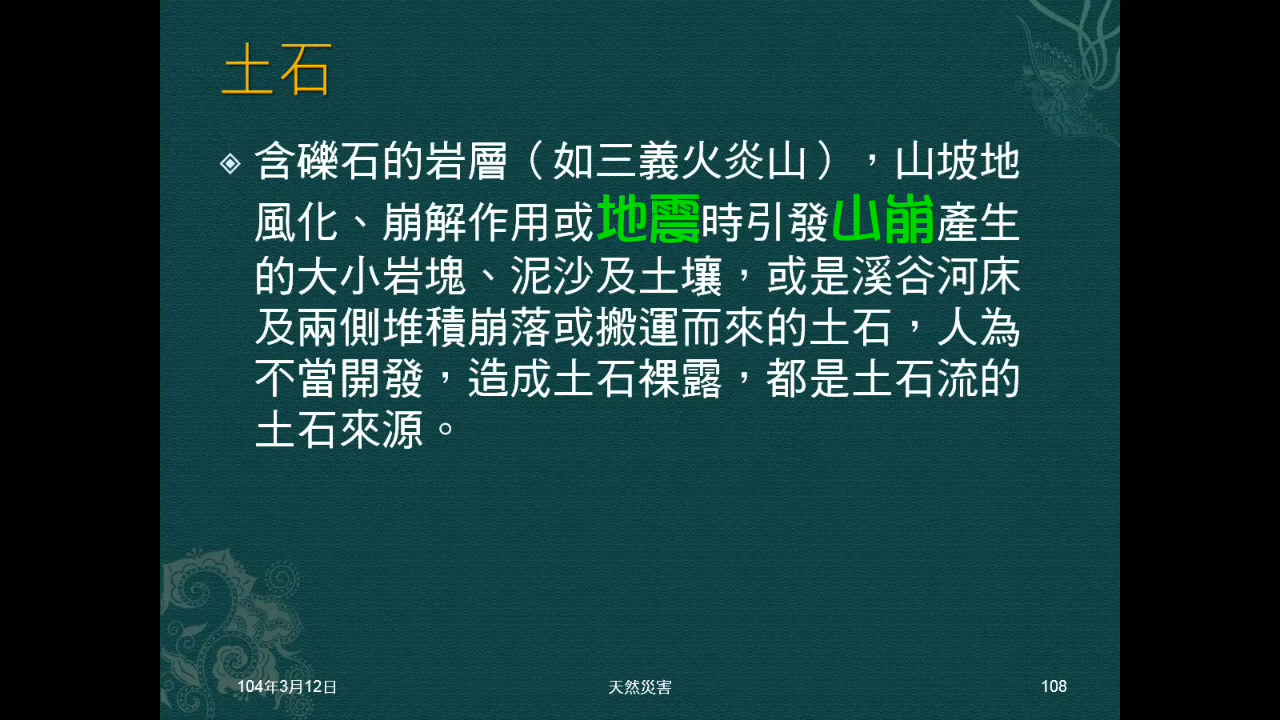 土石
含礫石的岩層（如三義火炎山），山坡地
風化、崩解作用或地震時引發山崩產生
的大小岩塊、泥沙及土壤，或是溪谷河床
及兩側堆積崩落或搬運而來的土石，人為
不當開發，造成土石裸露，都是土石流的
土石來源。
104年3月12日
天然災害
108